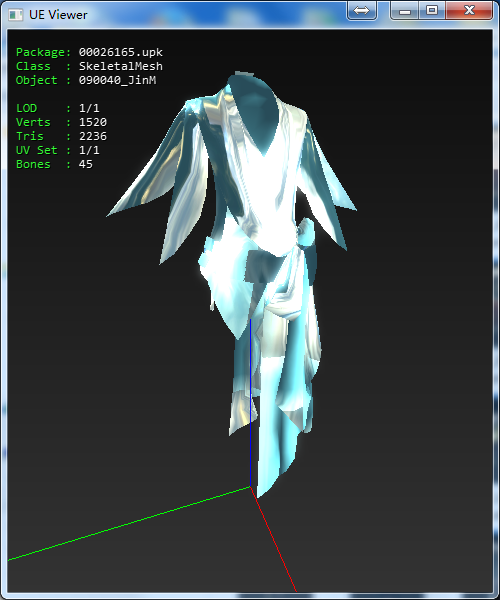 UE Viewer
Package: 00026165.upk
Class : SkeletalMesh
Object : 090040_JinM
LOD : 1/1
Verts : 1520
Tris : 2236
UV Set : 1/1
Bones : 45